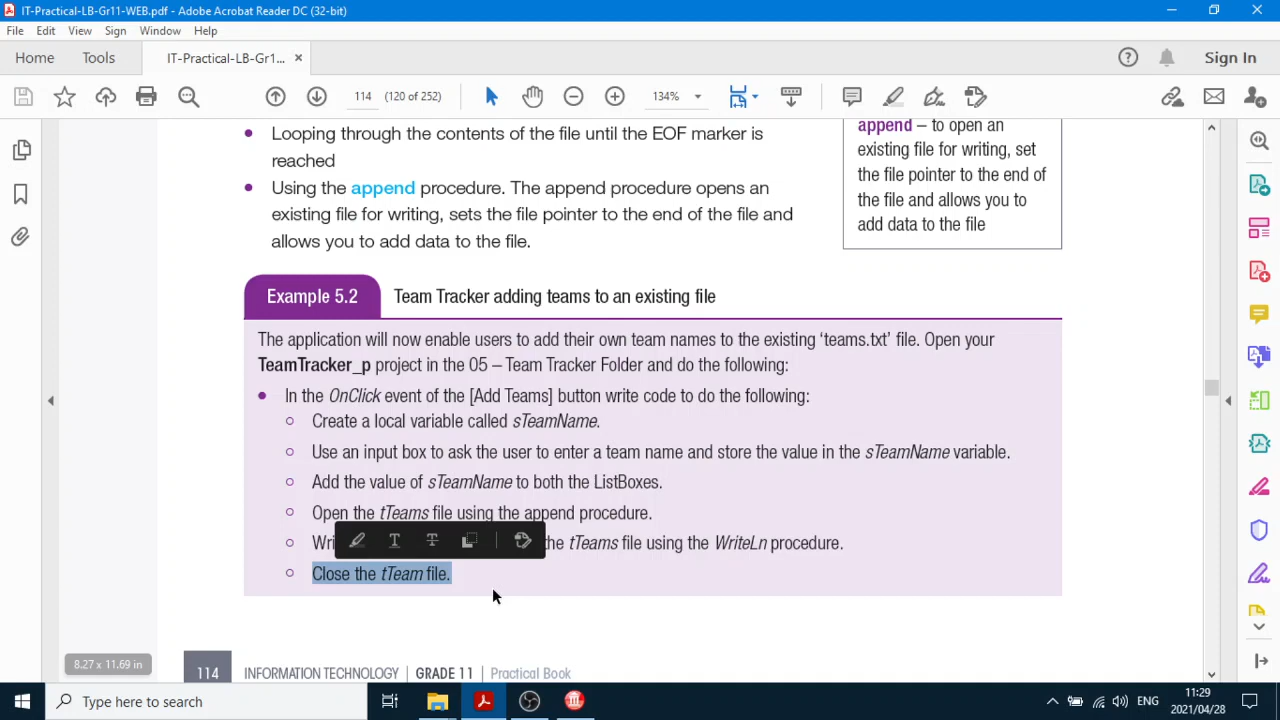 IT-Practical-LB-Gr11-WEB.pdf - Adobe Acrobat Reader DC (32-bit)
File Edit View Sign Window Help
Home Tools IT-Practical-LB-Gr1... × Sign In
114 (120 of 252) 134%
Looping through the contents of the file until the EOF marker is
reached
Using the append procedure. The append procedure opens an
existing file for writing, sets the file pointer to the end of the file and
allows you to add data to the file.
append – to open an
existing file for writing, set
the file pointer to the end of
the file and allows you to
add data to the file
Example 5.2 Team Tracker adding teams to an existing file
The application will now enable users to add their own team names to the existing ‘teams.txt’ file. Open your
TeamTracker_p project in the 05 – Team Tracker Folder and do the following:
In the OnClick event of the [Add Teams] button write code to do the following:
Create a local variable called sTeamName.
Use an input box to ask the user to enter a team name and store the value in the sTeamName variable.
Add the value of sTeamName to both the ListBoxes.
Open the tTeams file using the append procedure.
the tTeams file using the WriteLn procedure.
Close the tTeam file.
8.27 x 11.69 in
114 INFORMATION TECHNOLOGY | GRADE 11 | Practical Book
Type here to search
ENG
11:29
2021/04/28